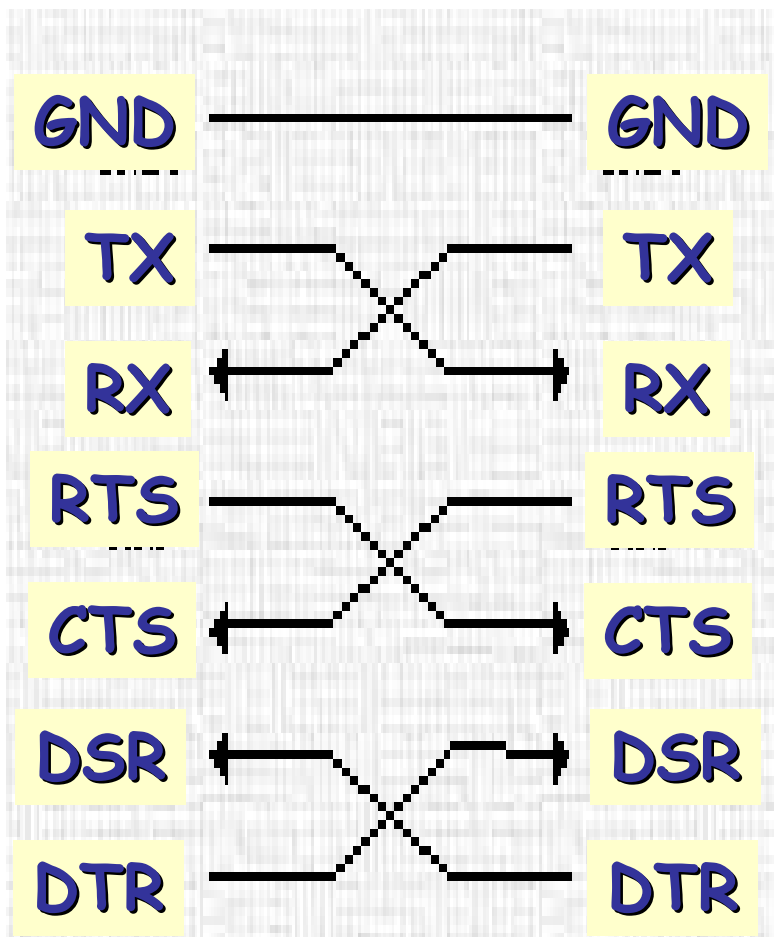 GND GND
TX TX
RX RX
RTS RTS
CTS CTS
DSR DSR
DTR DTR